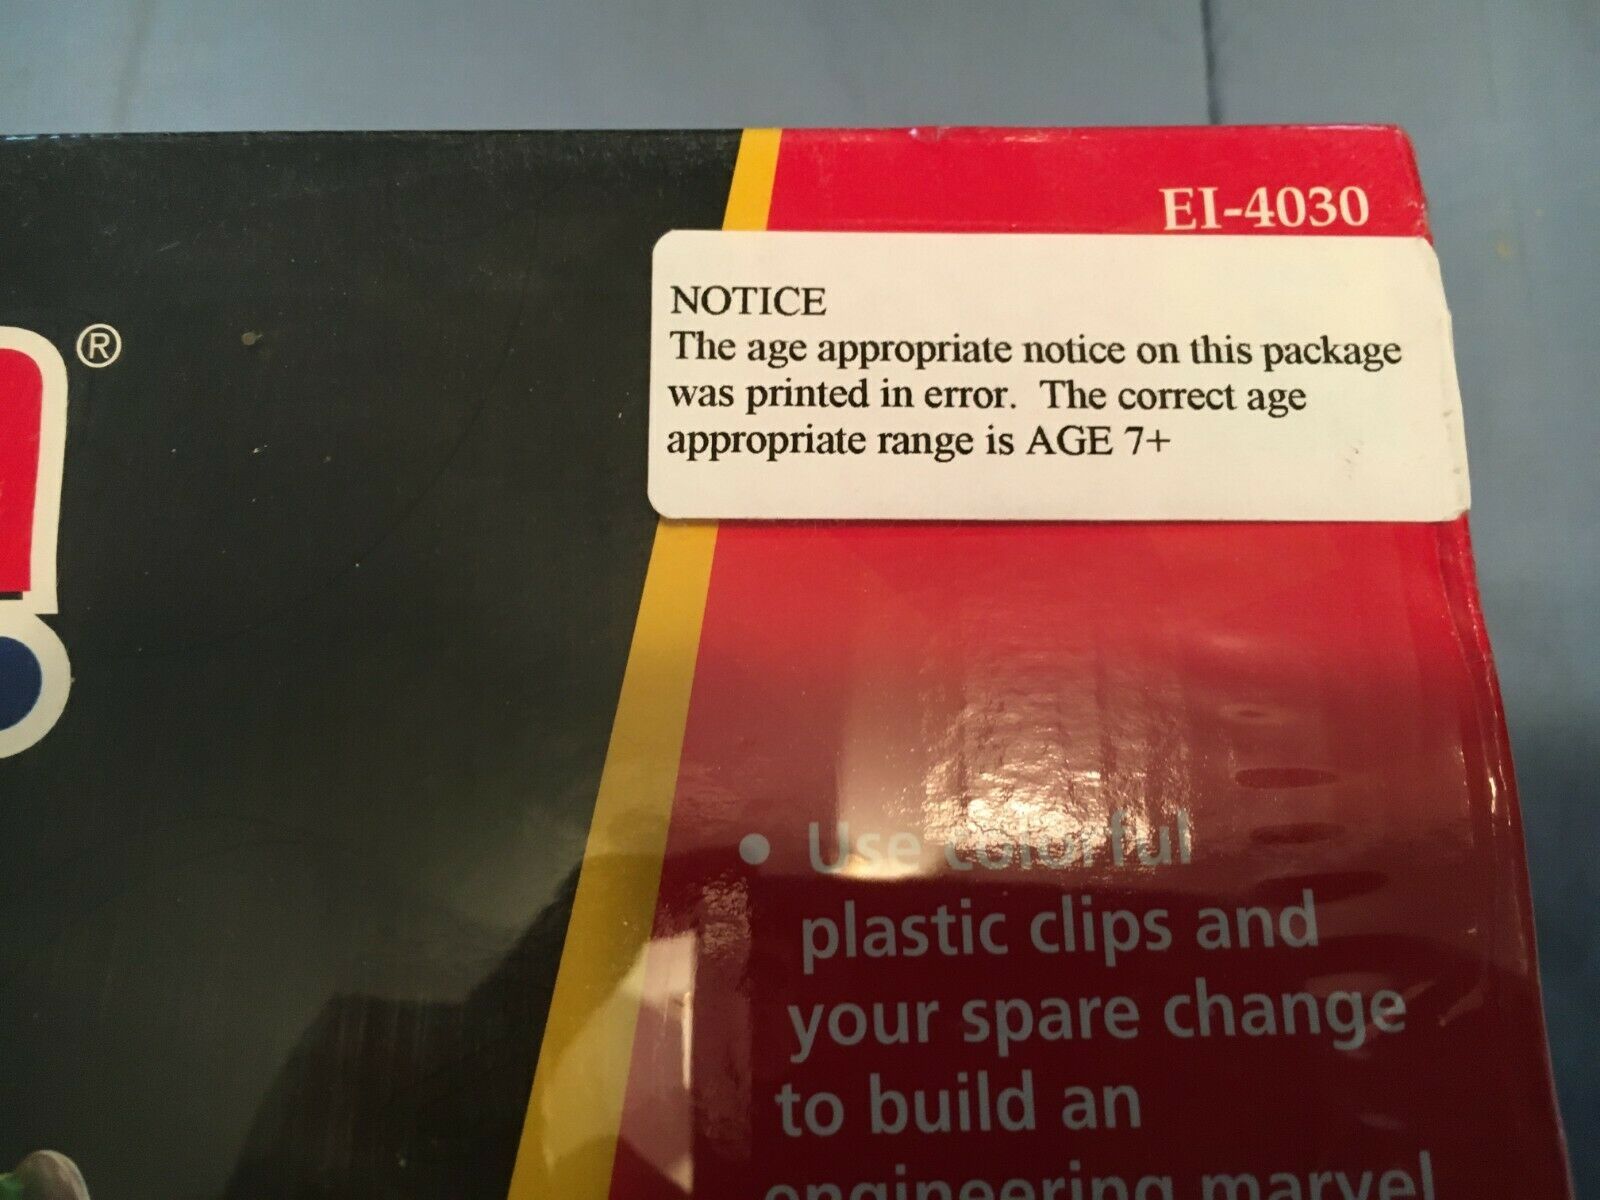 EI-4030
NOTICE
The age appropriate notice on this package
was printed in error. The correct age
appropriate range is AGE 7+
®
• Use colorful
plastic clips and
your spare change
to build an
engineering marvel